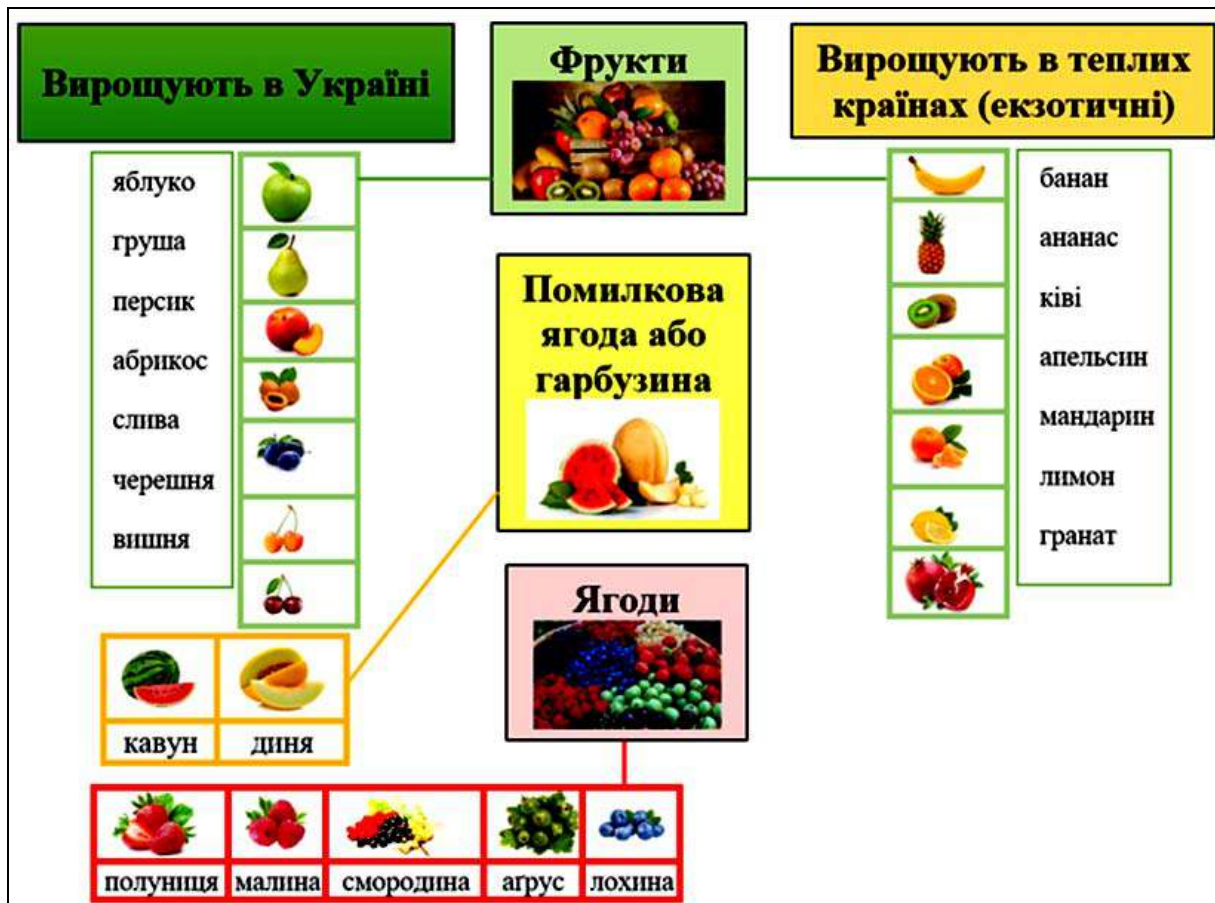 Вирощують в Україні
Фрукти
Вирощують в теплих
країнах (екзотичні)
яблуко
груша
персик
абрикос
слива
черешня
вишня
банан
ананас
ківі
апельсин
мандарин
лимон
гранат
Помилкова
ягода або
гарбузина
кавун
диня
Ягоди
полуниця
малина
смородина
аґрус
лохина